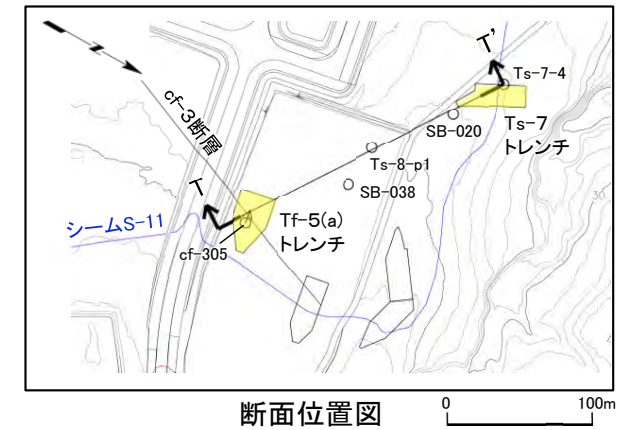 N
cf-3断層
T'
Ts-7-4
SB-020
Ts-7
トレンチ
Ts-8-p1
SB-038
T
シームS-11
Tf-5(a)
トレンチ
cf-305
30
断面位置図
0 100m